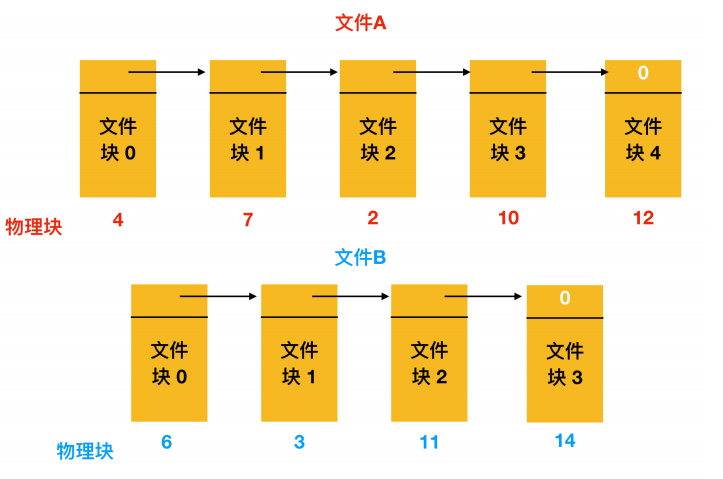 文件A
0
文件 文件 文件 文件 文件
块 0 块 1 块 2 块 3 块 4
物理块 4 7 2 10 12
文件B
0
文件 文件 文件 文件
块 0 块 1 块 2 块 3
物理块 6 3 11 14